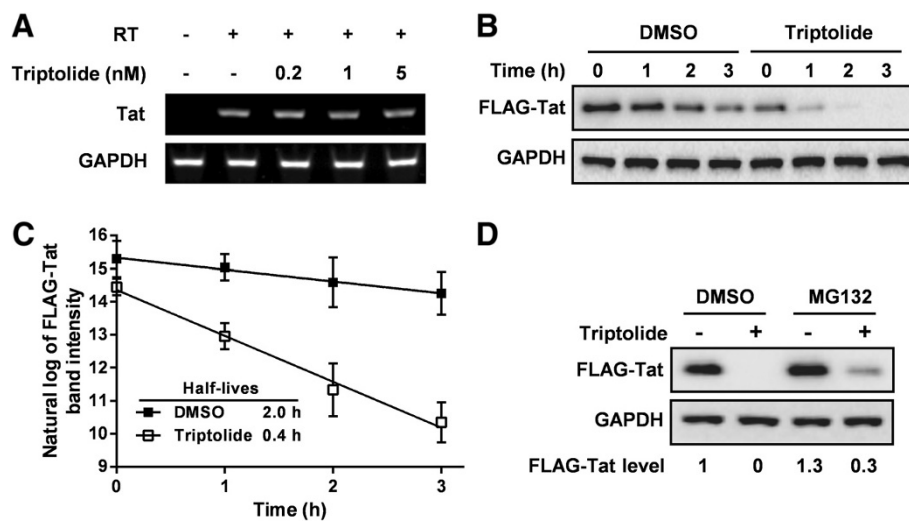 A
RT - + + + +
Triptolide (nM) - - 0.2 1 5
Tat
GAPDH
B
DMSO Triptolide
Time (h) 0 1 2 3 0 1 2 3
FLAG-Tat
GAPDH
C
Natural log of FLAG-Tat
band intensity
16
15
14
13
12
11
10
9
Half-lives
DMSO 2.0 h
Triptolide 0.4 h
0 1 2 3
Time (h)
D
DMSO MG132
Triptolide - + - +
FLAG-Tat
GAPDH
FLAG-Tat level 1 0 1.3 0.3